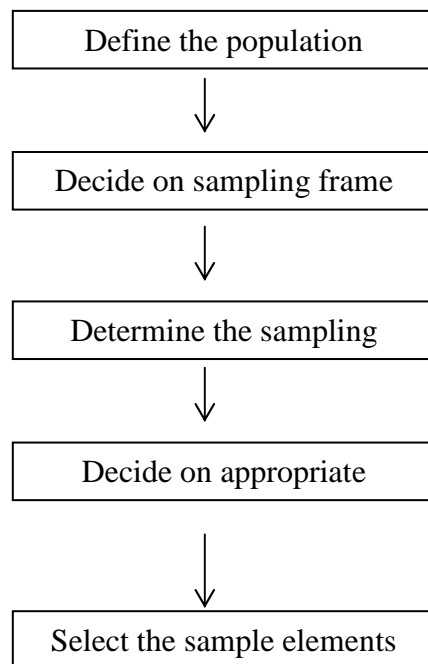 Define the population
Decide on sampling frame
Determine the sampling
Decide on appropriate
Select the sample elements